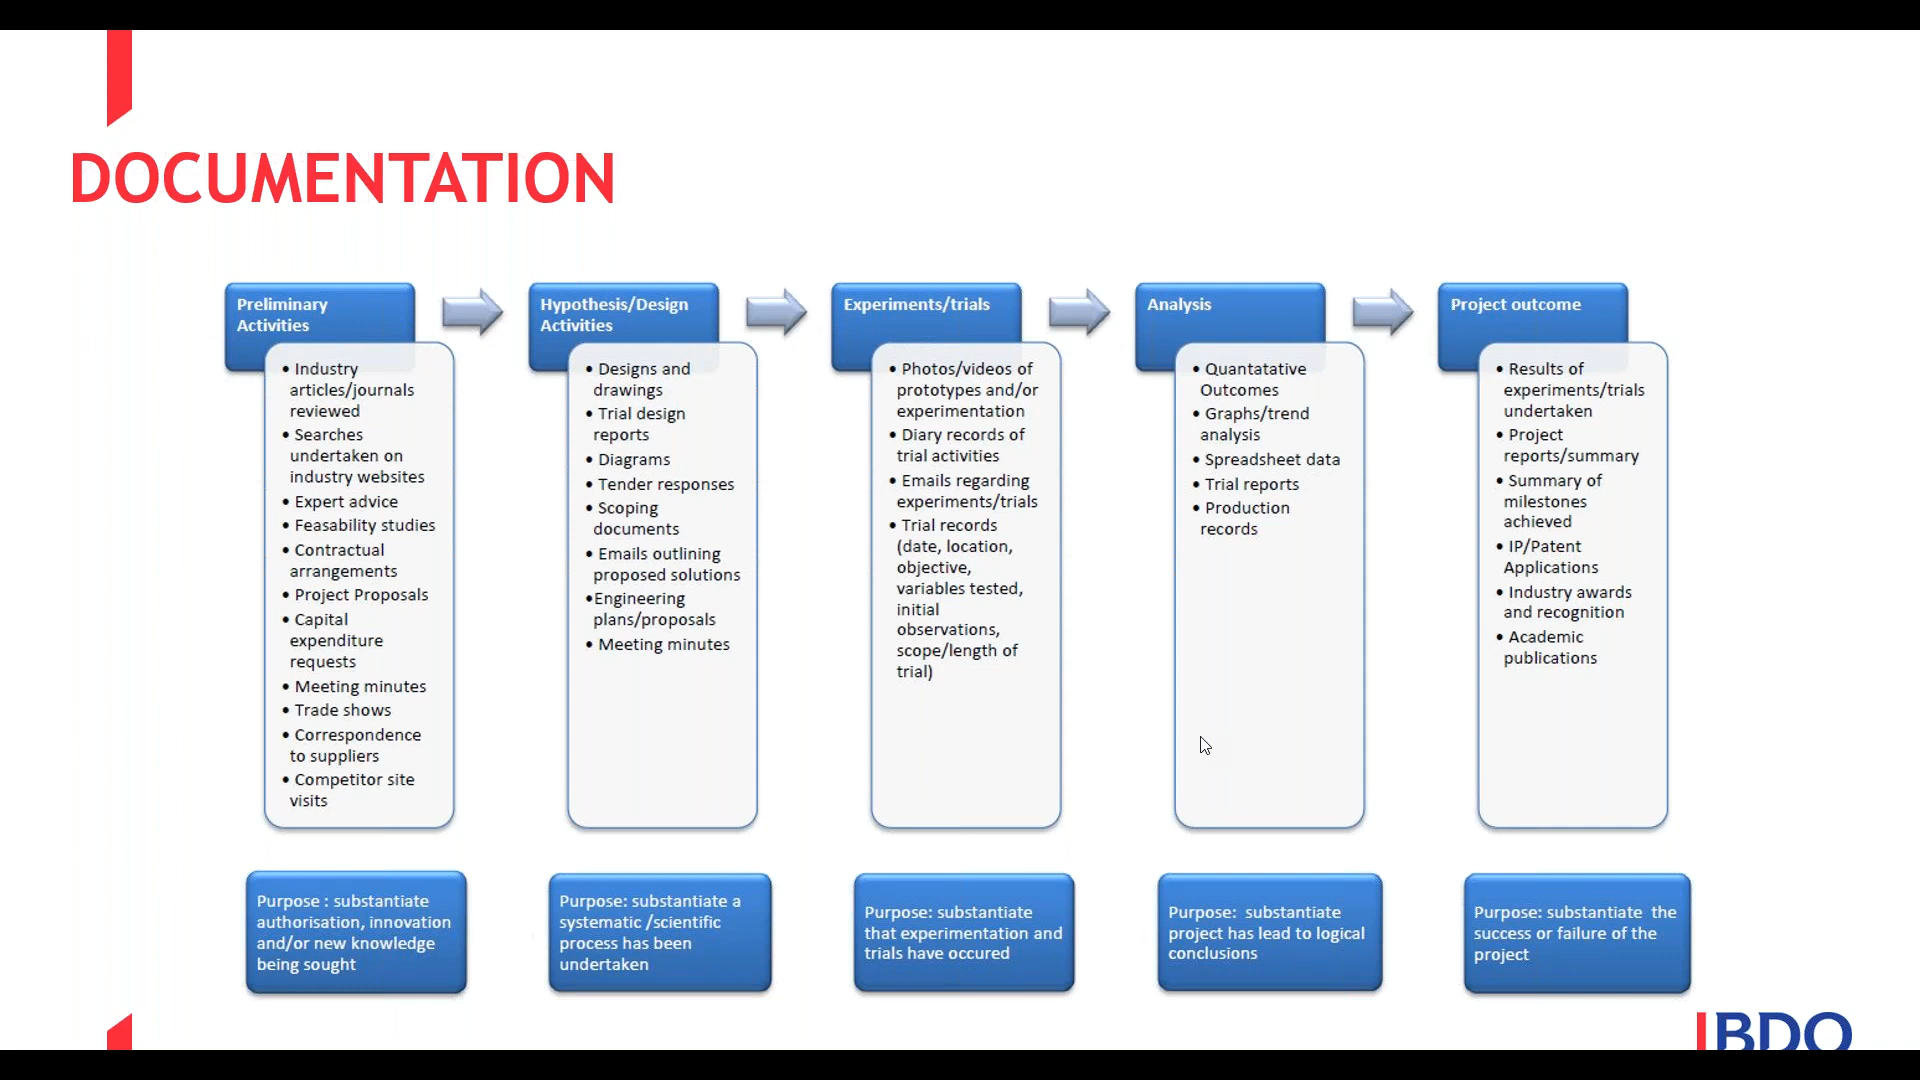 DOCUMENTATION
Preliminary
Activities
• Industry
articles/journals
reviewed
• Searches
undertaken on
industry websites
• Expert advice
• Feasability studies
• Contractual
arrangements
• Project Proposals
• Capital
expenditure
requests
• Meeting minutes
• Trade shows
• Correspondence
to suppliers
• Competitor site
visits
Purpose : substantiate
authorisation, innovation
and/or new knowledge
being sought
Hypothesis/Design
Activities
• Designs and
drawings
• Trial design
reports
• Diagrams
• Tender responses
• Scoping
documents
• Emails outlining
proposed solutions
•Engineering
plans/proposals
• Meeting minutes
Purpose: substantiate a
systematic /scientific
process has been
undertaken
Experiments/trials
• Photos/videos of
prototypes and/or
experimentation
• Diary records of
trial activities
• Emails regarding
experiments/trials
• Trial records
(date, location,
objective,
variables tested,
initial
observations,
scope/length of
trial)
Purpose: substantiate
that experimentation and
trials have occured
Analysis
• Quantatative
Outcomes
• Graphs/trend
analysis
• Spreadsheet data
• Trial reports
• Production
records
Purpose:  substantiate
project has lead to logical
conclusions
Project outcome
• Results of
experiments/trials
undertaken
• Project
reports/summary
• Summary of
milestones
achieved
• IP/Patent
Applications
• Industry awards
and recognition
• Academic
publications
Purpose: substantiate  the
success or failure of the
project
BDO